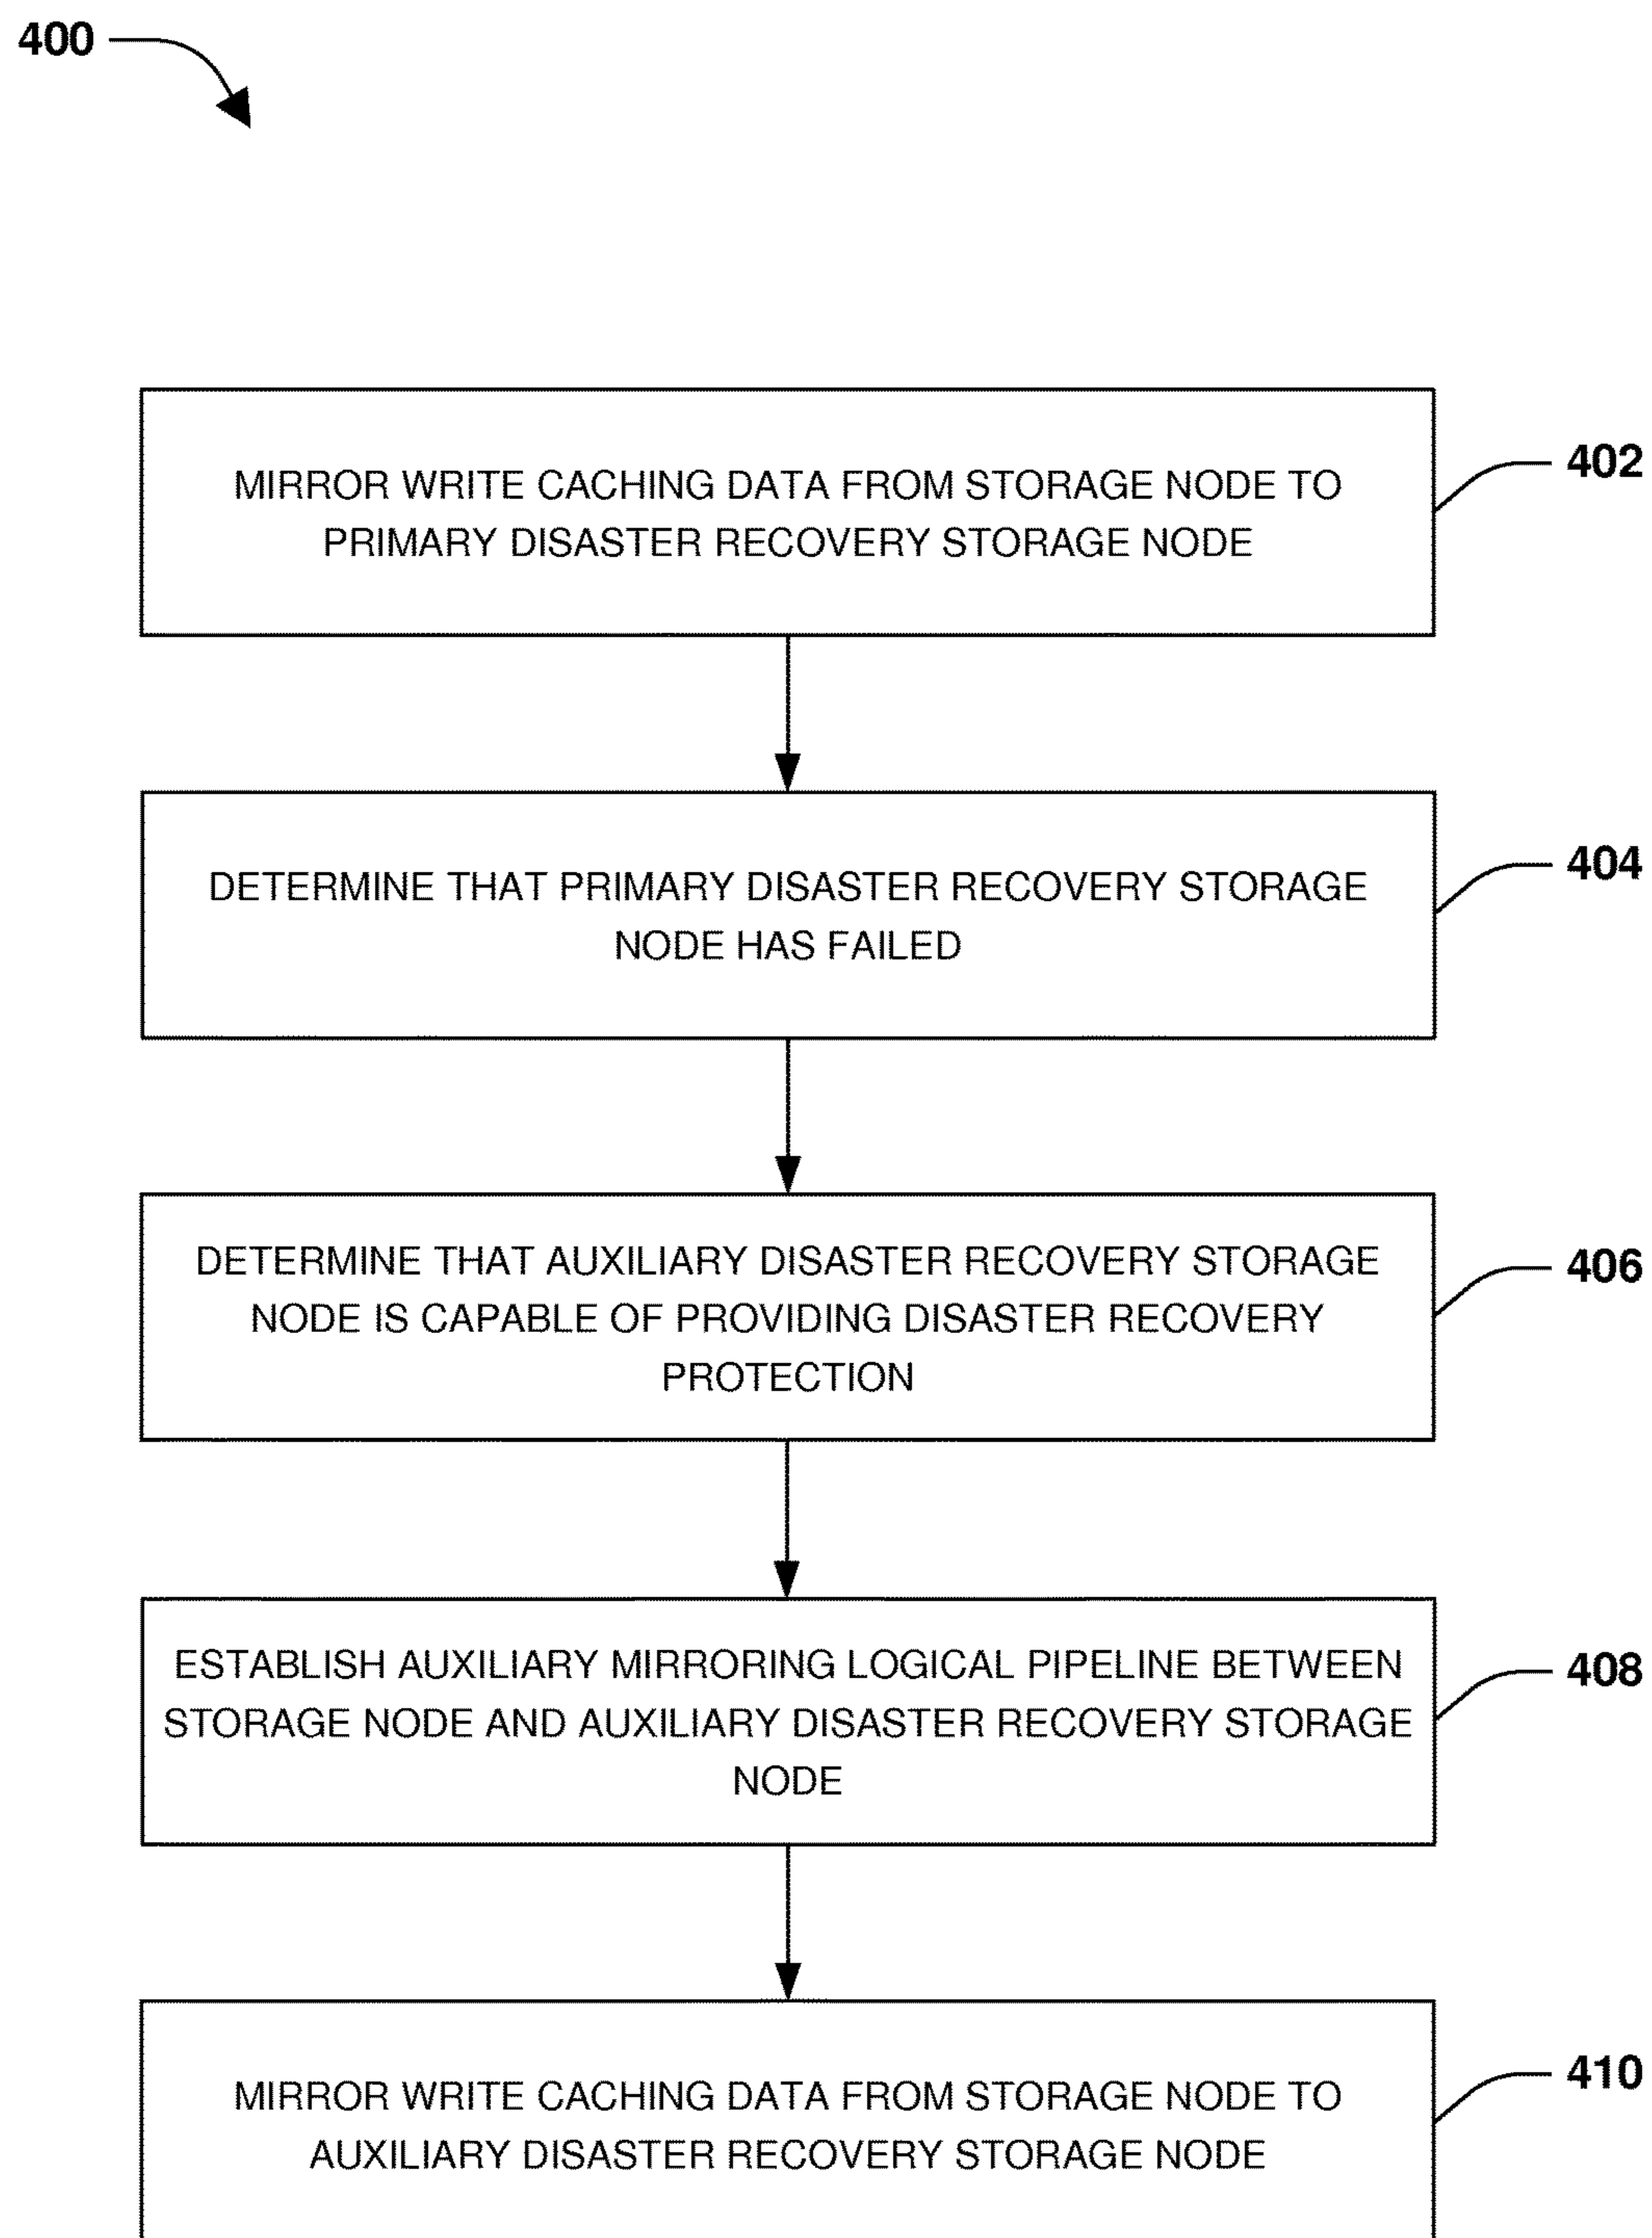 400
MIRROR WRITE CACHING DATA FROM STORAGE NODE TO
PRIMARY DISASTER RECOVERY STORAGE NODE
402
DETERMINE THAT PRIMARY DISASTER RECOVERY STORAGE
NODE HAS FAILED
404
DETERMINE THAT AUXILIARY DISASTER RECOVERY STORAGE
NODE IS CAPABLE OF PROVIDING DISASTER RECOVERY
PROTECTION
406
ESTABLISH AUXILIARY MIRRORING LOGICAL PIPELINE BETWEEN
STORAGE NODE AND AUXILIARY DISASTER RECOVERY STORAGE
NODE
408
MIRROR WRITE CACHING DATA FROM STORAGE NODE TO
AUXILIARY DISASTER RECOVERY STORAGE NODE
410